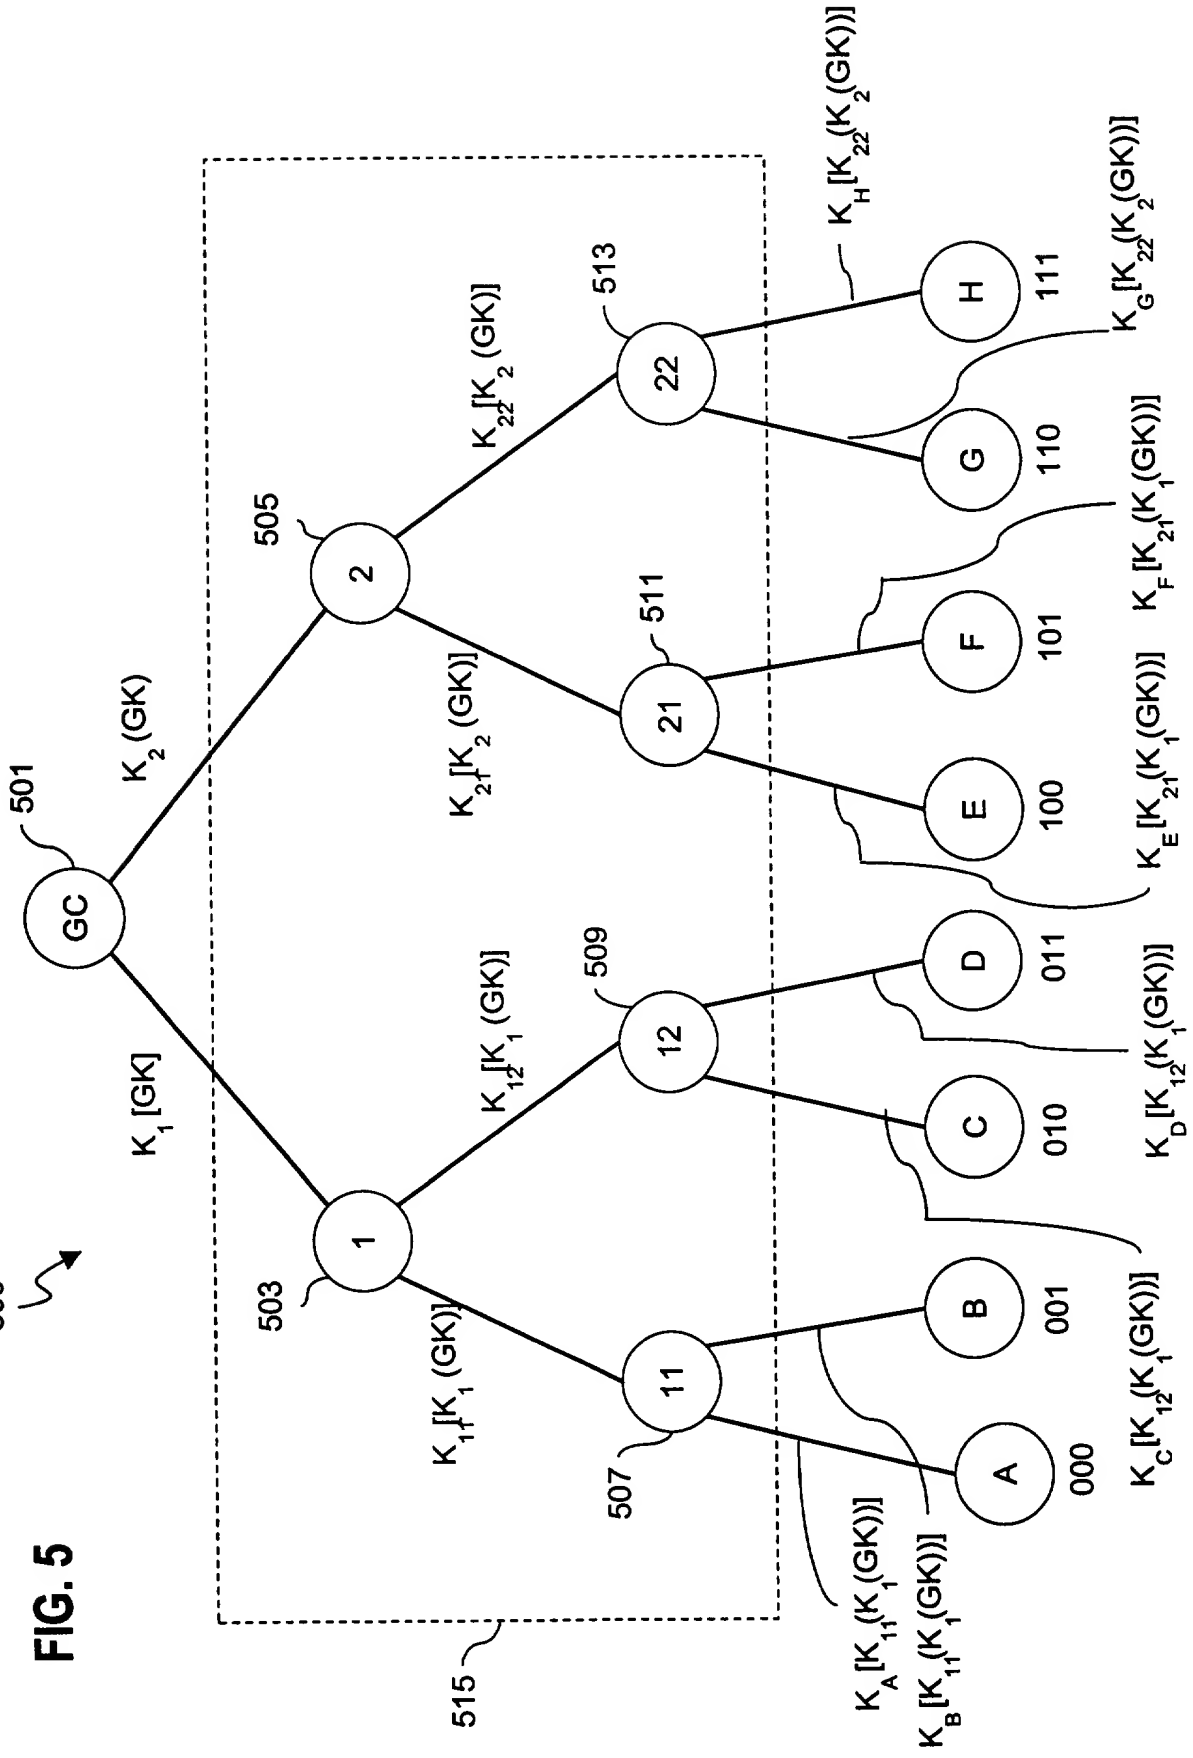 FIG. 5
501
GC
K1 [GK]
K2 (GK)
503
1
505
2
K11[K1 (GK)]
K12[K1 (GK)]
K21[K2 (GK)]
K22[K2 (GK)]
507
11
509
12
511
21
513
22
515
A
B
C
D
E
F
G
H
000
001
010
011
100
101
110
111
KA[K11(K1(GK))]
KB[K11(K1(GK))]
KC[K12(K1(GK))]
KD[K12(K1(GK))]
KE[K21(K1(GK))]
KF[K21(K1(GK))]
KG[K22(K2(GK))]
KH[K22(K2(GK))]